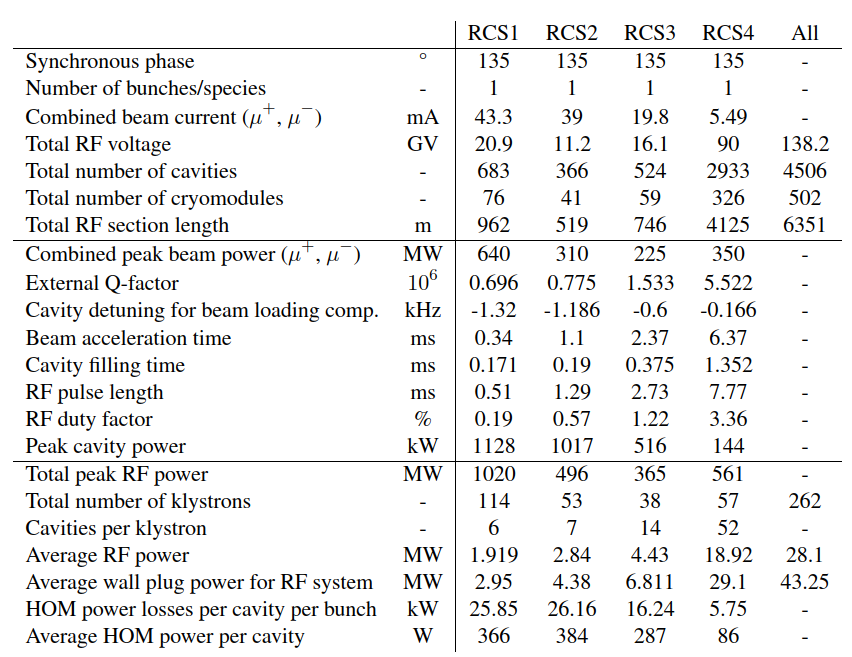 RCS1 RCS2 RCS3 RCS4 All
Synchronous phase ° 135 135 135 135 -
Number of bunches/species - 1 1 1 1 -
Combined beam current (μ⁺, μ⁻) mA 43.3 39 19.8 5.49 -
Total RF voltage GV 20.9 11.2 16.1 90 138.2
Total number of cavities - 683 366 524 2933 4506
Total number of cryomodules - 76 41 59 326 502
Total RF section length m 962 519 746 4125 6351
Combined peak beam power (μ⁺, μ⁻) MW 640 310 225 350 -
External Q-factor 10⁶ 0.696 0.775 1.533 5.522 -
Cavity detuning for beam loading comp. kHz -1.32 -1.186 -0.6 -0.166 -
Beam acceleration time ms 0.34 1.1 2.37 6.37 -
Cavity filling time ms 0.171 0.19 0.375 1.352 -
RF pulse length ms 0.51 1.29 2.73 7.77 -
RF duty factor % 0.19 0.57 1.22 3.36 -
Peak cavity power kW 1128 1017 516 144 -
Total peak RF power MW 1020 496 365 561 -
Total number of klystrons - 114 53 38 57 262
Cavities per klystron - 6 7 14 52 -
Average RF power MW 1.919 2.84 4.43 18.92 28.1
Average wall plug power for RF system MW 2.95 4.38 6.811 29.1 43.25
HOM power losses per cavity per bunch kW 25.85 26.16 16.24 5.75 -
Average HOM power per cavity W 366 384 287 86 -